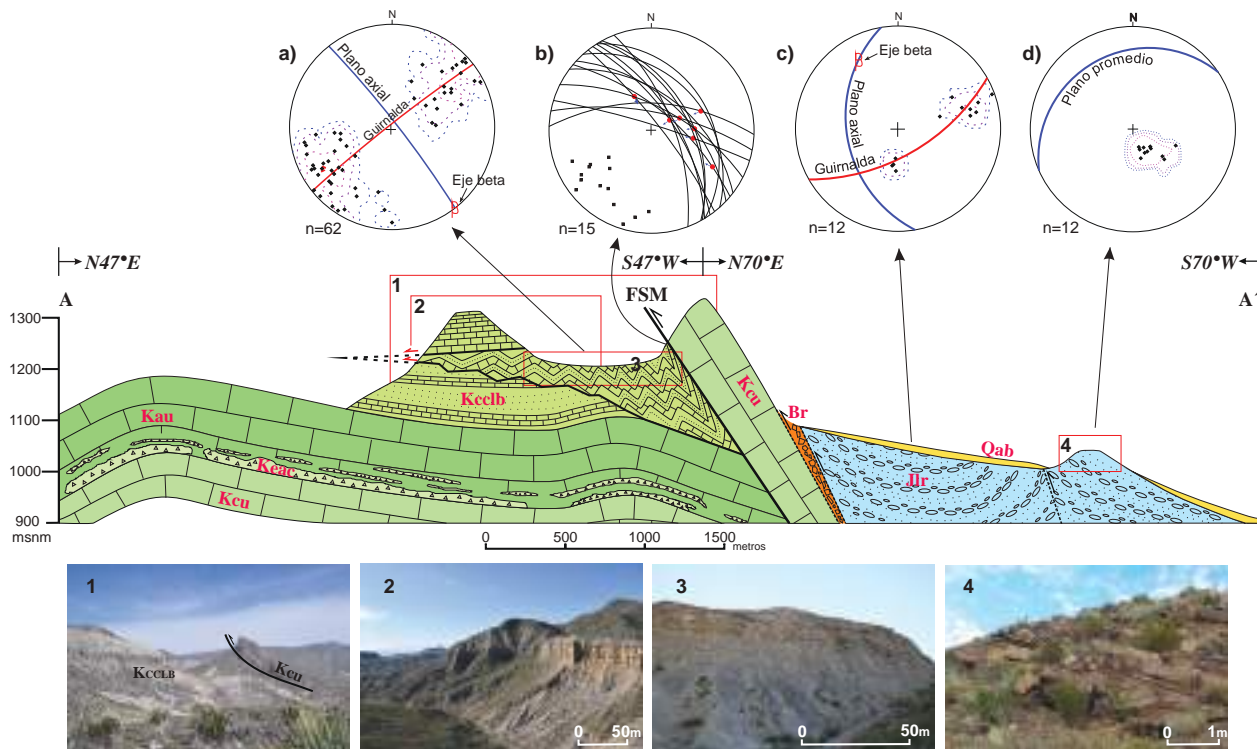 a)
N
Plano axial
Guirnalda
Eje beta
n=62
b)
N
n=15
c)
N
Eje beta
Plano axial
Guirnalda
n=12
d)
N
Plano promedio
n=12
N47°E
S47°W
N70°E
S70°W
A
A´
1
2
3
4
FSM
1300
1200
1100
1000
900
msnm
Kau
Keac
Kcu
Kcclb
Kcu
Br
Qab
JIr
0 500 1000 1500 metros
1
KCCLB
Kcu
2
0 50m
3
0 50m
4
0 1m